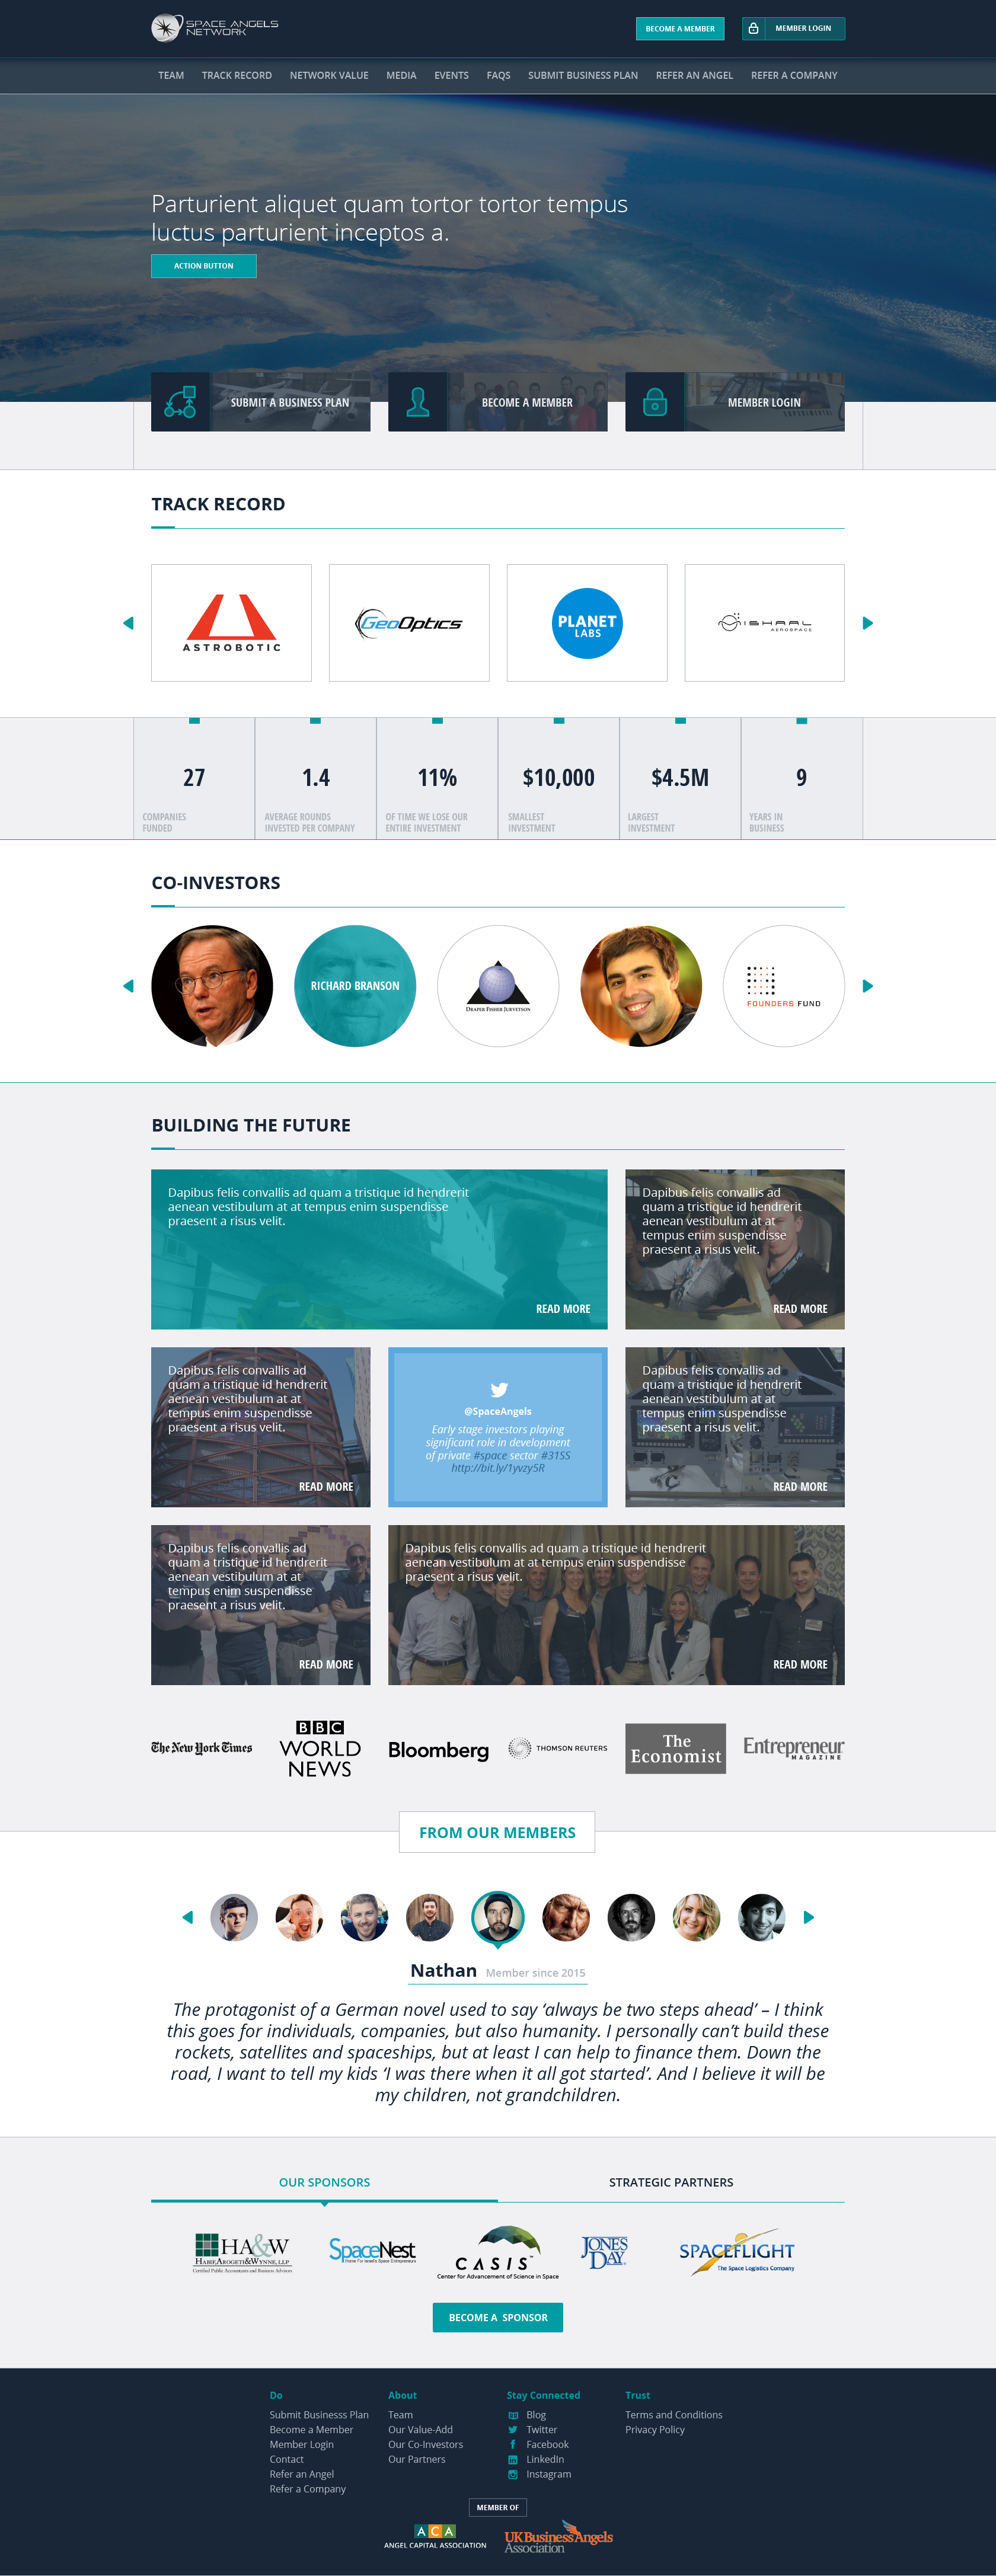 SPACE ANGELS
NETWORK
BECOME A MEMBER
MEMBER LOGIN
TEAM TRACK RECORD NETWORK VALUE MEDIA EVENTS FAQS SUBMIT BUSINESS PLAN REFER AN ANGEL REFER A COMPANY
Parturient aliquet quam tortor tortor tempus
luctus parturient inceptos a.
ACTION BUTTON
SUBMIT A BUSINESS PLAN
BECOME A MEMBER
MEMBER LOGIN
TRACK RECORD
ASTROBOTIC
GeoOptics
PLANET
LABS
ISHAAL
AEROSPACE
27
COMPANIES
FUNDED
1.4
AVERAGE ROUNDS
INVESTED PER COMPANY
11%
OF TIME WE LOSE OUR
ENTIRE INVESTMENT
$10,000
SMALLEST
INVESTMENT
$4.5M
LARGEST
INVESTMENT
9
YEARS IN
BUSINESS
CO-INVESTORS
RICHARD BRANSON
DRAPER FISHER JURVETSON
FOUNDERS FUND
BUILDING THE FUTURE
Dapibus felis convallis ad quam a tristique id hendrerit
aenean vestibulum at at tempus enim suspendisse
praesent a risus velit.
READ MORE
Dapibus felis convallis ad
quam a tristique id hendrerit
aenean vestibulum at at
tempus enim suspendisse
praesent a risus velit.
READ MORE
Dapibus felis convallis ad
quam a tristique id hendrerit
aenean vestibulum at at
tempus enim suspendisse
praesent a risus velit.
READ MORE
@SpaceAngels
Early stage investors playing
significant role in development
of private #space sector #31SS
http://bit.ly/1yvzy5R
Dapibus felis convallis ad
quam a tristique id hendrerit
aenean vestibulum at at
tempus enim suspendisse
praesent a risus velit.
READ MORE
Dapibus felis convallis ad
quam a tristique id hendrerit
aenean vestibulum at at
tempus enim suspendisse
praesent a risus velit.
READ MORE
Dapibus felis convallis ad quam a tristique id hendrerit
aenean vestibulum at at tempus enim suspendisse
praesent a risus velit.
READ MORE
The New York Times
BBC
WORLD
NEWS
Bloomberg
THOMSON REUTERS
The
Economist
Entrepreneur
MAGAZINE
FROM OUR MEMBERS
Nathan Member since 2015
The protagonist of a German novel used to say ‘always be two steps ahead’ – I think
this goes for individuals, companies, but also humanity. I personally can’t build these
rockets, satellites and spaceships, but at least I can help to finance them. Down the
road, I want to tell my kids ‘I was there when it all got started’. And I believe it will be
my children, not grandchildren.
OUR SPONSORS
STRATEGIC PARTNERS
HA&W
HABIF, AROGETI & WYNNE, LLP
Certified Public Accountants and Business Advisors
SpaceNest
Home For Israel's Space Entrepreneurs
CASIS™
Center for Advancement of Science in Space
JONES
DAY®
SPACEFLIGHT
The Space Logistics Company
BECOME A SPONSOR
Do
Submit Businesss Plan
Become a Member
Member Login
Contact
Refer an Angel
Refer a Company
About
Team
Our Value-Add
Our Co-Investors
Our Partners
Stay Connected
Blog
Twitter
Facebook
LinkedIn
Instagram
Trust
Terms and Conditions
Privacy Policy
MEMBER OF
ACA
ANGEL CAPITAL ASSOCIATION
UK Business Angels
Association